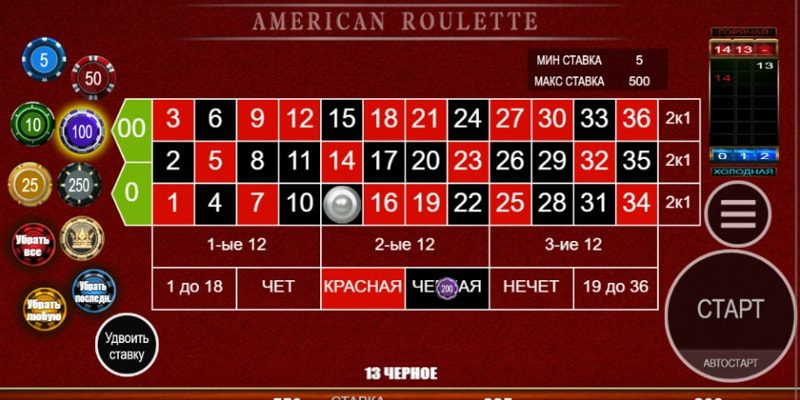 AMERICAN ROULETTE
ГОРЯЧАЯ
14 13 -
МИН СТАВКА 5
МАКС СТАВКА 500
5
50
13
14
10
100
25
250
00
0
3 6 9 12 15 18 21 24 27 30 33 36 2к1
2 5 8 11 14 17 20 23 26 29 32 35 2к1
1 4 7 10 16 19 22 25 28 31 34 2к1
0 1 2
ХОЛОДНАЯ
Убрать все
1-ые 12 2-ые 12 3-ие 12
Убрать любую
Убрать последн.
1 до 18 ЧЕТ КРАСНАЯ ЧЕ 200 АЯ НЕЧЕТ 19 до 36
Удвоить
ставку
СТАРТ
АВТОСТАРТ
13 ЧЕРНОЕ
СТАВКА